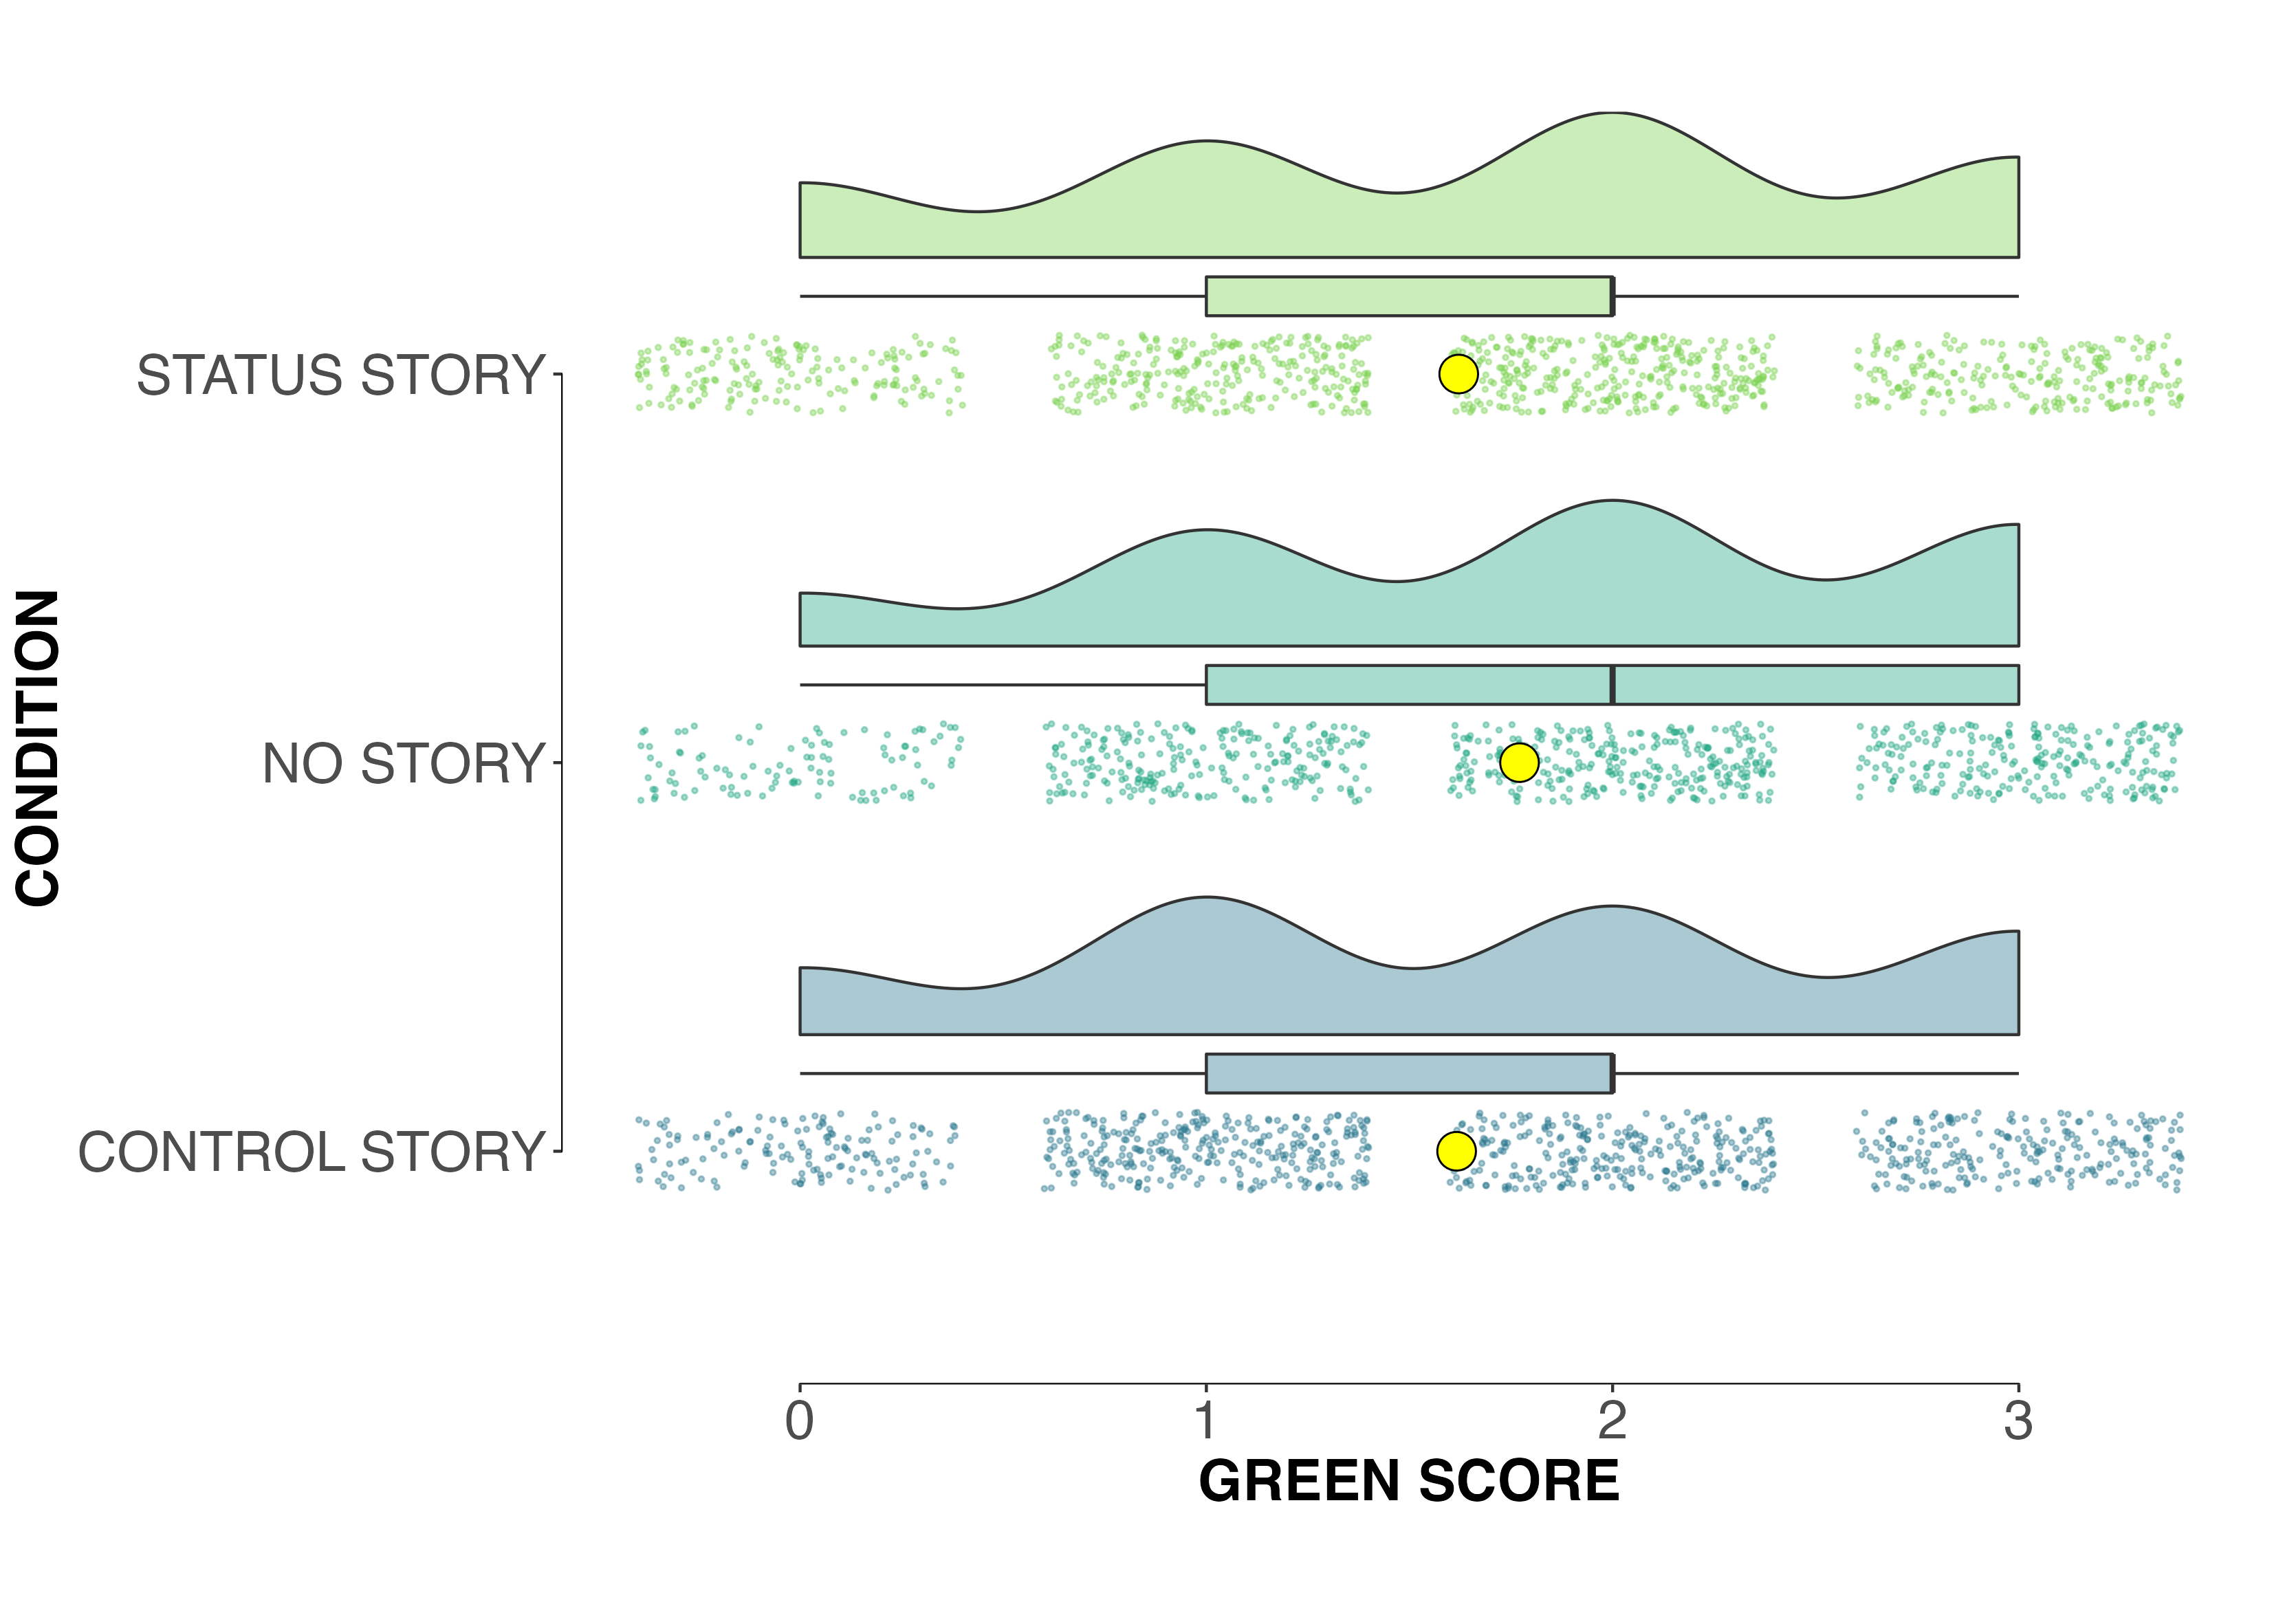 STATUS STORY
NO STORY
CONTROL STORY
CONDITION
0 1 2 3
GREEN SCORE